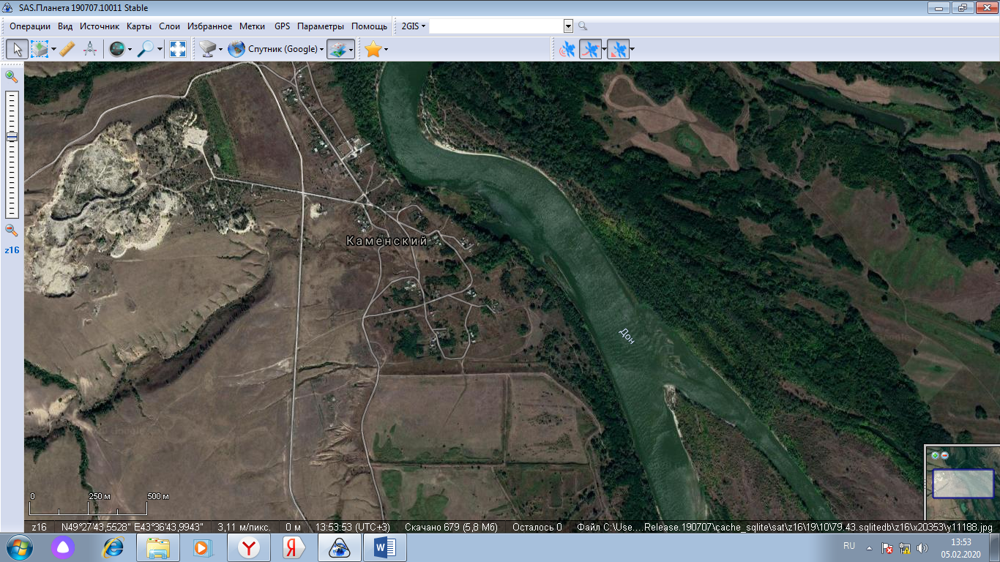 SAS.Планета 190707.10011 Stable
Операции Вид Источник Карты Слои Избранное Метки GPS Параметры Помощь 2GIS
Спутник (Google)
z16
Каменский
Дон
0 250 м 500 м
z16 N49°27'43,5528" E43°36'43,9943" 3,11 м/пикс. 0 м 13:53:53 (UTC+3) Скачано 679 (5,8 Мб) Осталось 0 Файл C:\Use....Release.190707\cache_sqlite\sat\z16\19\10\79.43.sqlitedb\z16\x20353\y11188.jpg
RU 13:53
05.02.2020